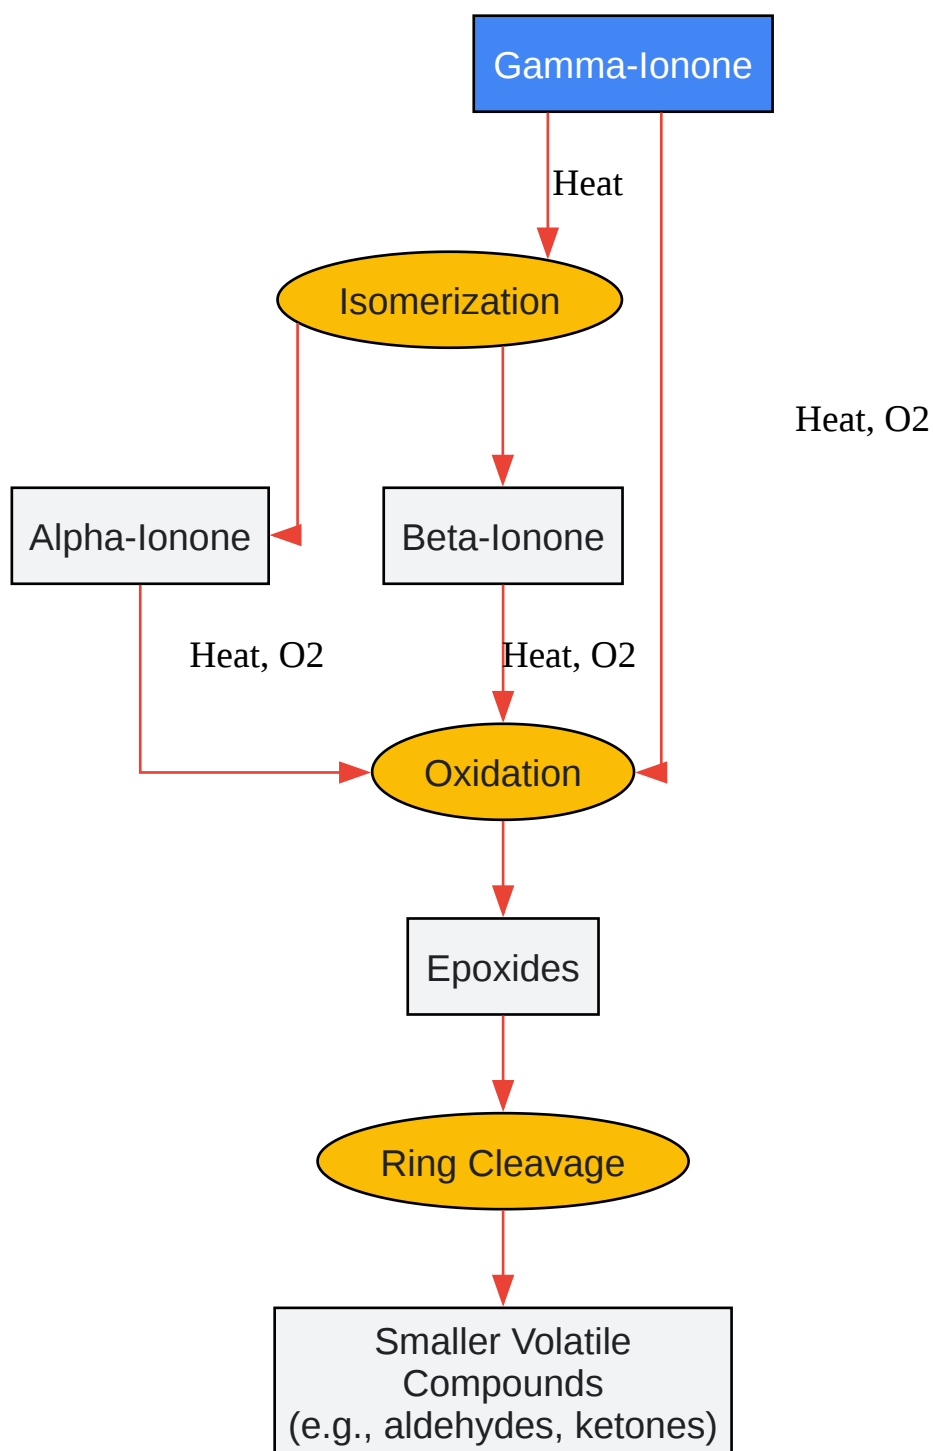 Gamma-Ionone
Heat
Isomerization
Heat, O2
Alpha-Ionone
Beta-Ionone
Heat, O2
Heat, O2
Oxidation
Epoxides
Ring Cleavage
Smaller Volatile
Compounds
(e.g., aldehydes, ketones)